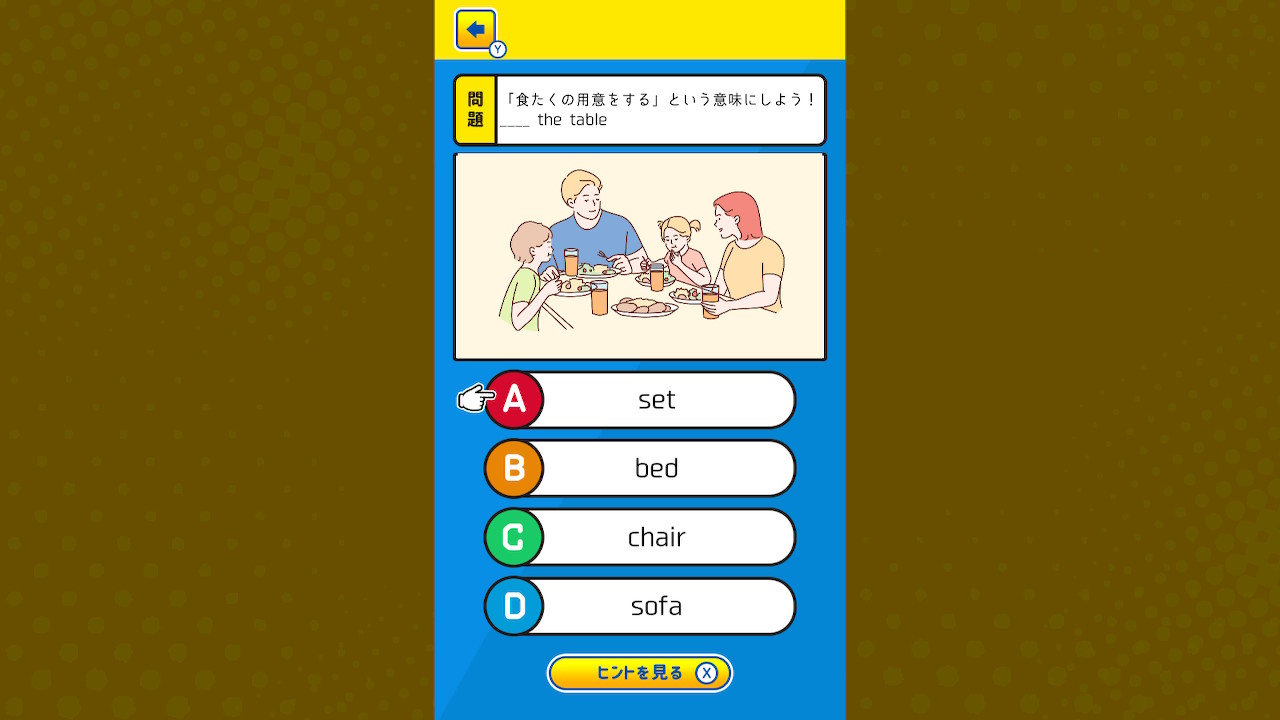 Y
問題
「食たくの用意をする」という意味にしよう！
____ the table
A set
B bed
C chair
D sofa
ヒントを見る X